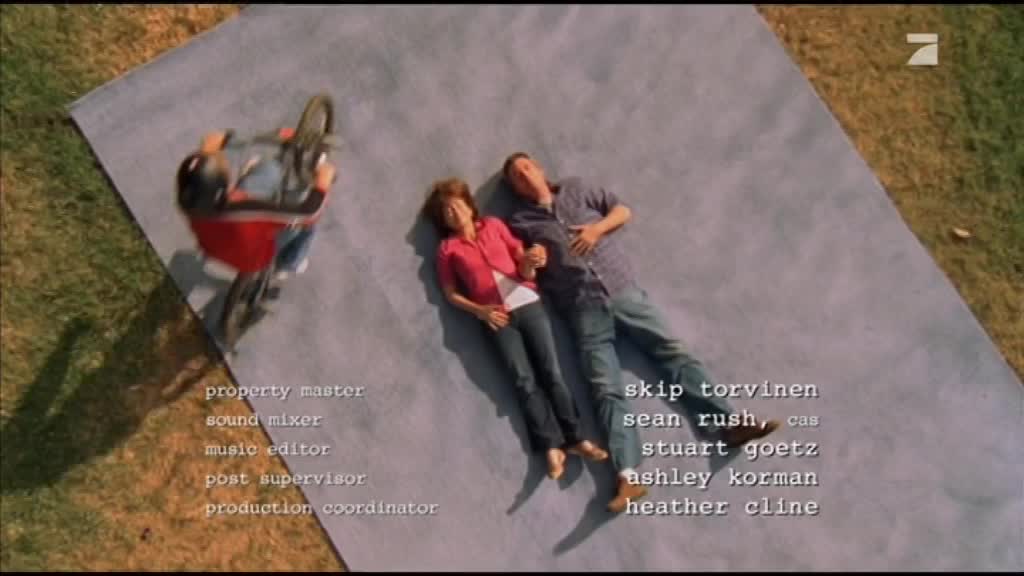 7
property master skip torvinen
sound mixer sean rush, cas
music editor stuart goetz
post supervisor ashley korman
production coordinator heather cline